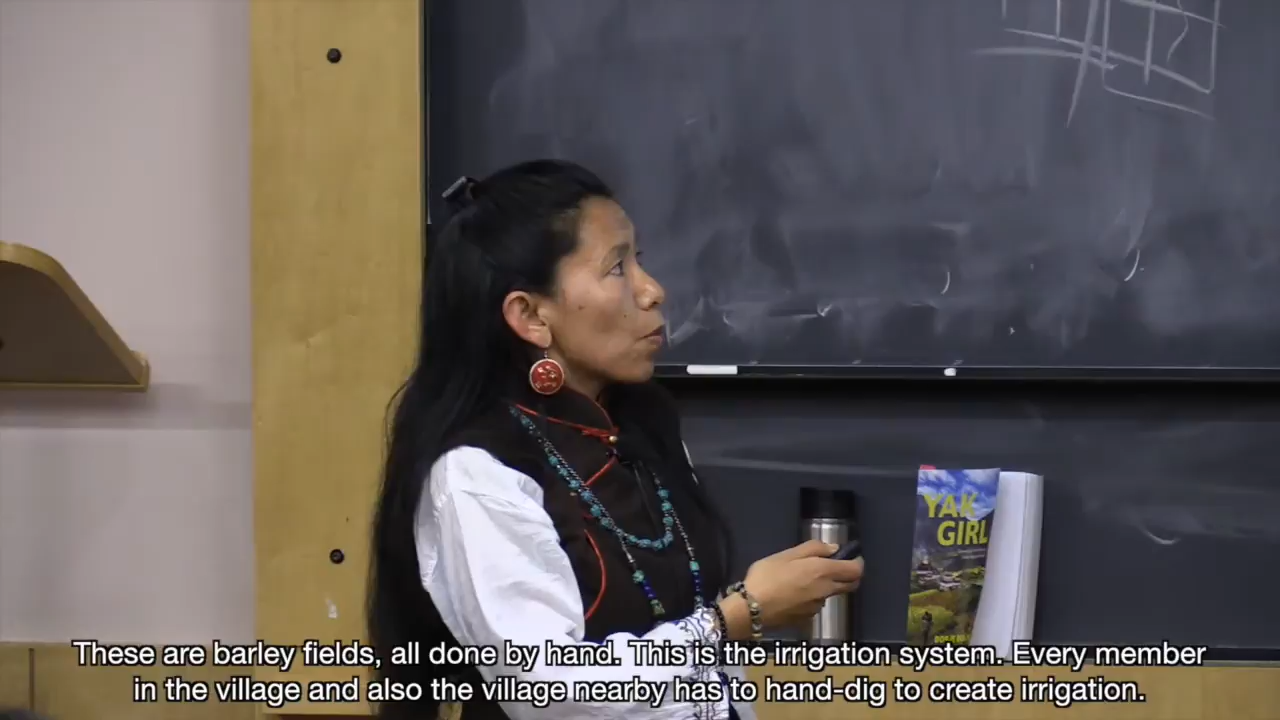 YAK
GIRL
These are barley fields, all done by hand. This is the irrigation system. Every member
in the village and also the village nearby has to hand-dig to create irrigation.